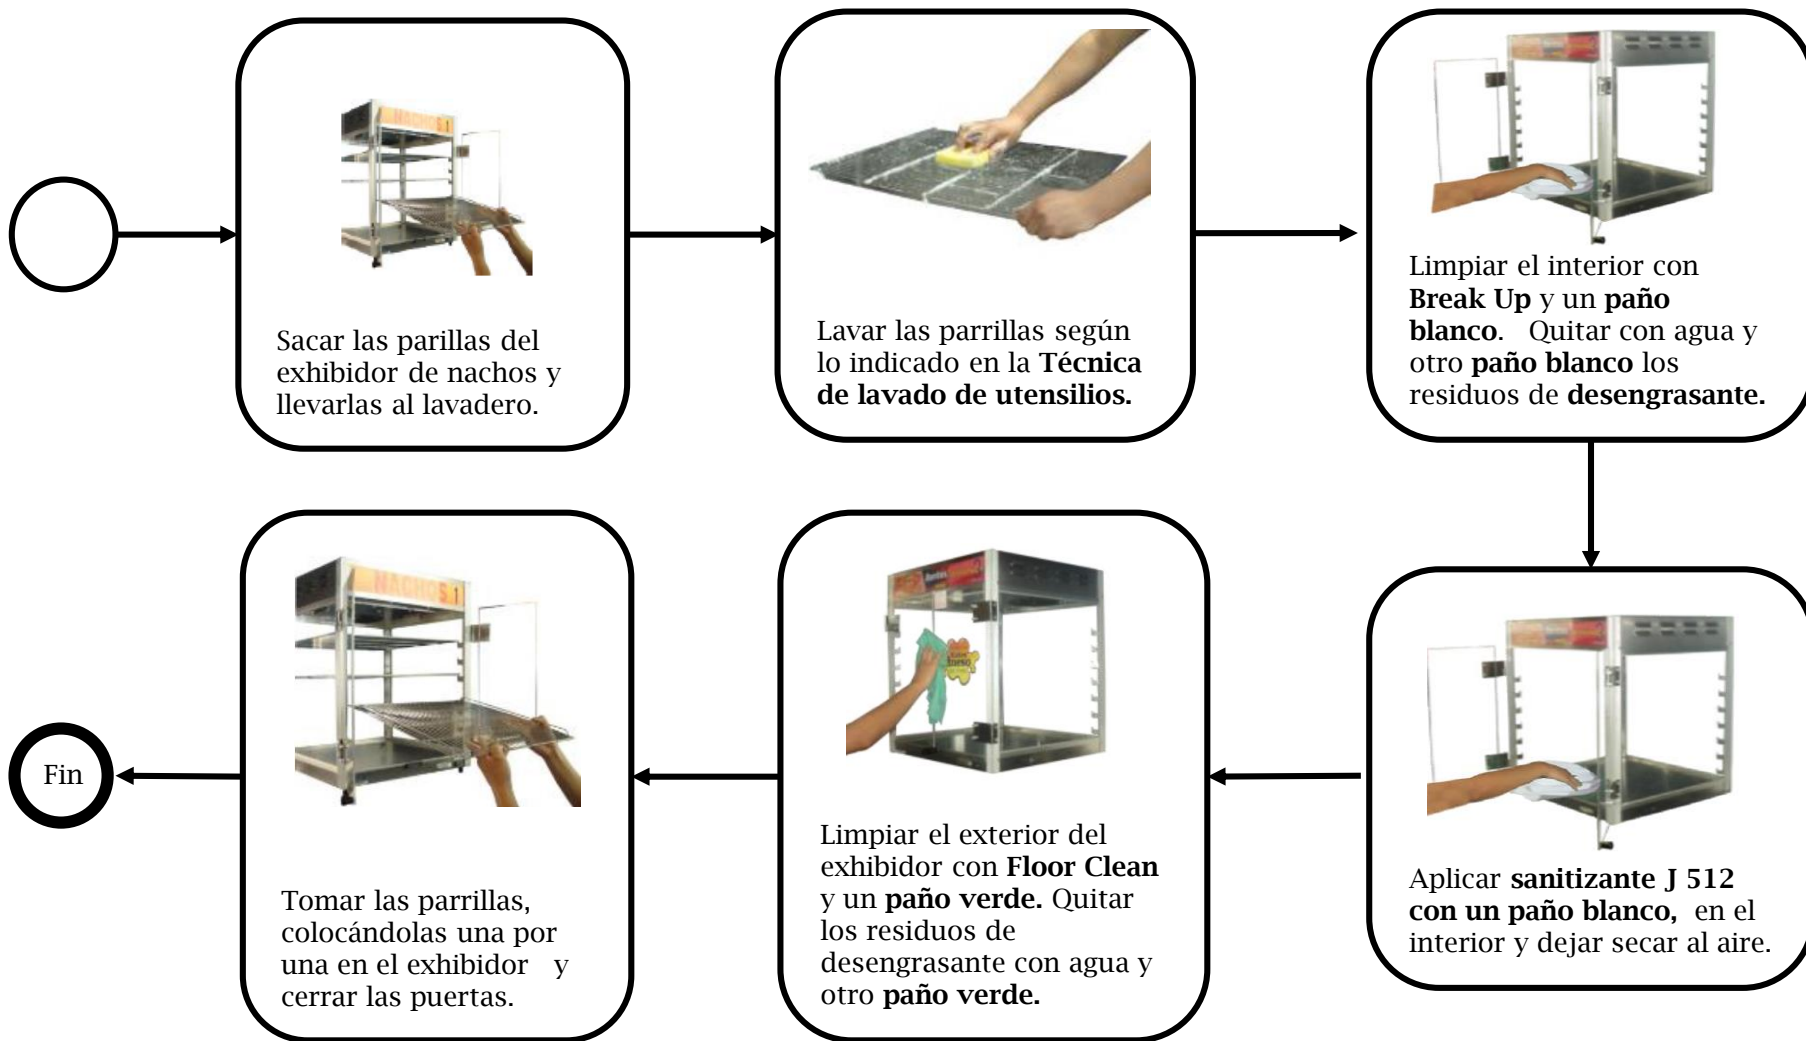 NACHOS 1
Sacar las parillas del
exhibidor de nachos y
llevarlas al lavadero.
Lavar las parrillas según
lo indicado en la Técnica
de lavado de utensilios.
Limpiar el interior con
Break Up y un paño
blanco. Quitar con agua y
otro paño blanco los
residuos de desengrasante.
Aplicar sanitizante J 512
con un paño blanco, en el
interior y dejar secar al aire.
Limpiar el exterior del
exhibidor con Floor Clean
y un paño verde. Quitar
los residuos de
desengrasante con agua y
otro paño verde.
NACHOS 1
Tomar las parrillas,
colocándolas una por
una en el exhibidor y
cerrar las puertas.
Fin